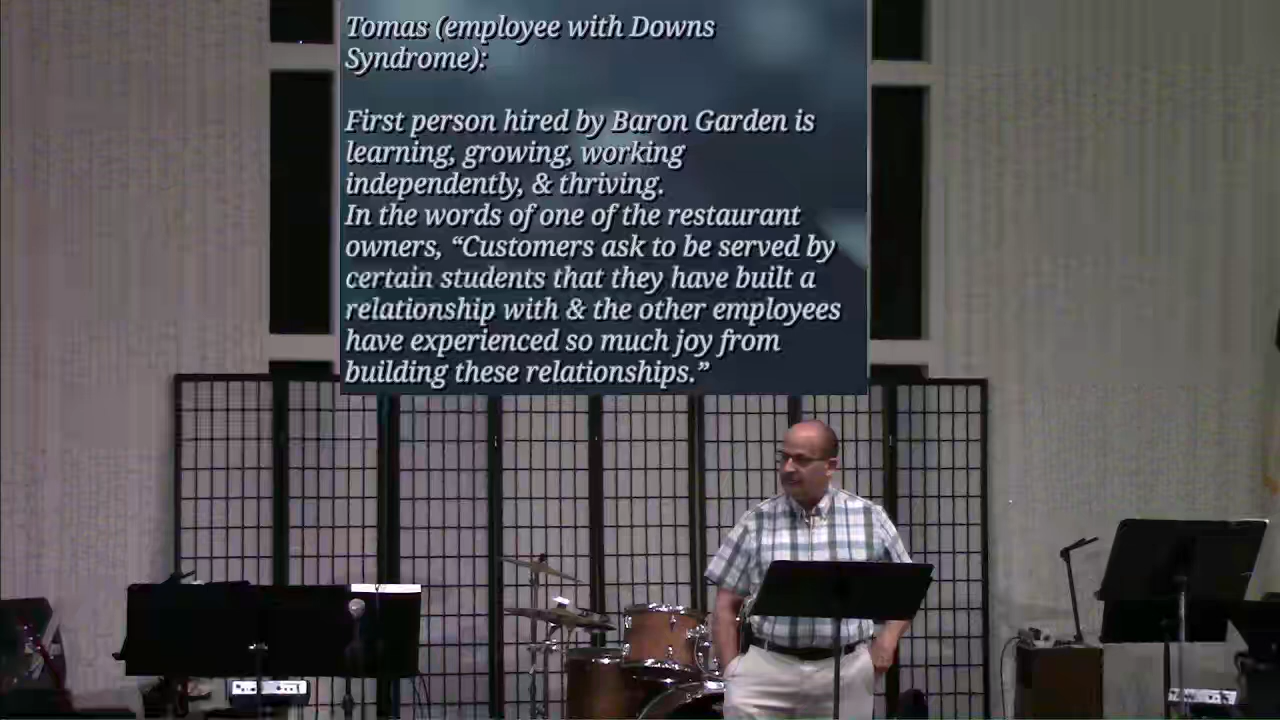 Tomas (employee with Downs
Syndrome):
First person hired by Baron Garden is
learning, growing, working
independently, & thriving.
In the words of one of the restaurant
owners, “Customers ask to be served by
certain students that they have built a
relationship with & the other employees
have experienced so much joy from
building these relationships.”